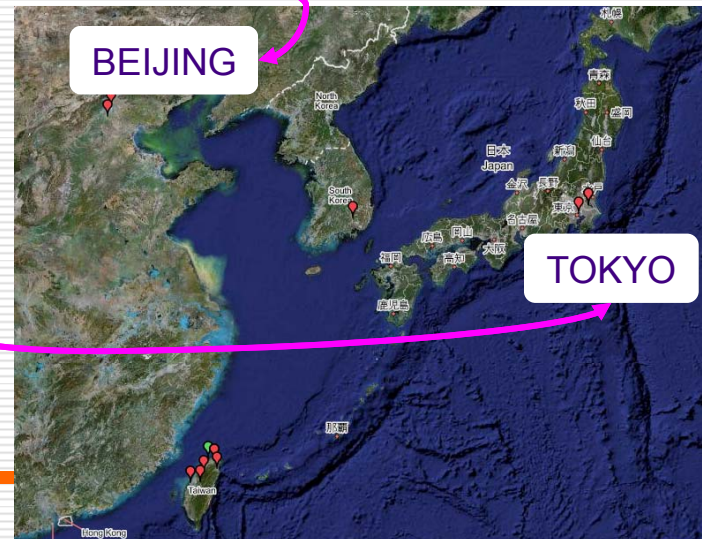 札幌
BEIJING
青森
North
Korea
秋田
盛岡
仙台
日本
Japan
新潟
South
Korea
金沢
長野
東京
名古屋
広島
岡山
大阪
福岡
高知
TOKYO
鹿児島
那覇
Taiwan
Hong Kong